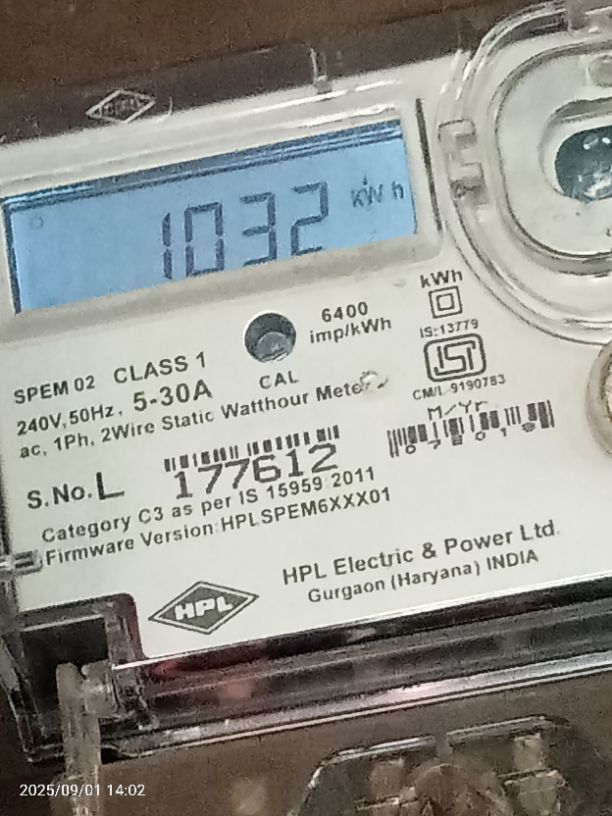 1032 kWh
kWh
6400
imp/kWh
IS:13779
SPEM 02 CLASS 1
CAL
CM/L-9190783
240V,50Hz, 5-30A
ac, 1Ph, 2Wire Static Watthour Meter
M/Yr
S.No.L 177612
Category C3 as per IS 15959 2011
Firmware Version:HPLSPEM6XXX01
HPL Electric & Power Ltd.
Gurgaon (Haryana) INDIA
HPL
2025/09/01 14:02